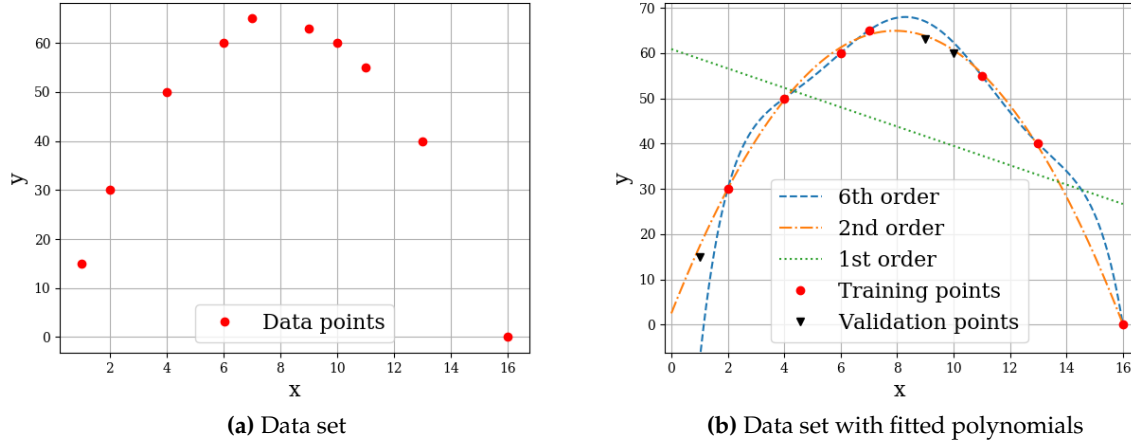 60
50
40
30
20
10
0
y
2
4
6
8
10
12
14
16
x
Data points
(a) Data set
70
60
50
40
30
20
10
0
y
0
2
4
6
8
10
12
14
16
x
6th order
2nd order
1st order
Training points
Validation points
(b) Data set with fitted polynomials